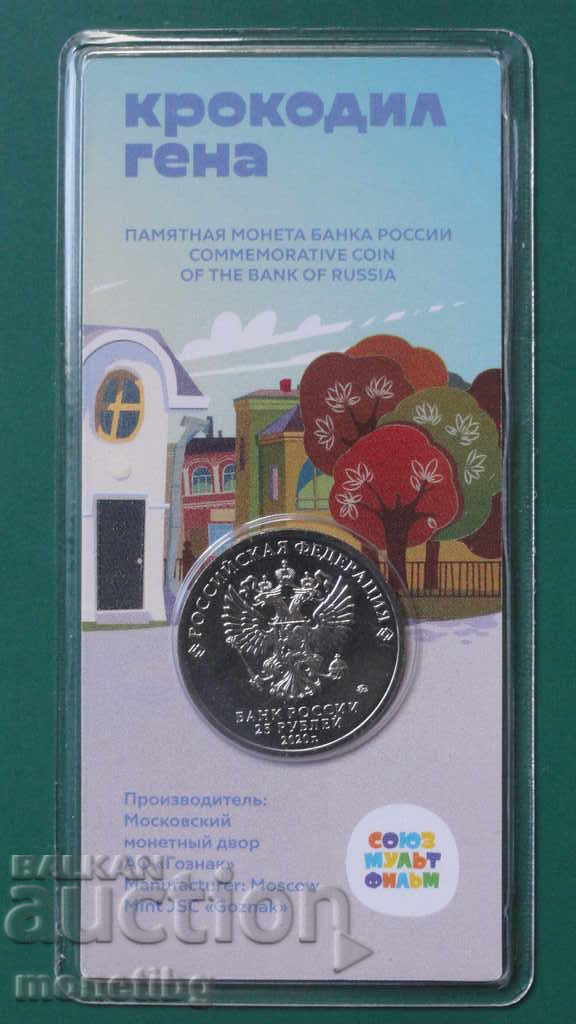 крокодил
гена
ПАМЯТНАЯ МОНЕТА БАНКА РОССИИ
COMMEMORATIVE COIN
OF THE BANK OF RUSSIA
РОССИЙСКАЯ ФЕДЕРАЦИЯ
БАНК РОССИИ
25 РУБЛЕЙ
2020 г.
Производитель:
Московский
монетный двор
АО «Гознак»
Manufacturer: Moscow
Mint JSC «Goznak»
СОЮЗ
МУЛЬТ
ФИЛЬМ
BALKAN
auction
monetibg